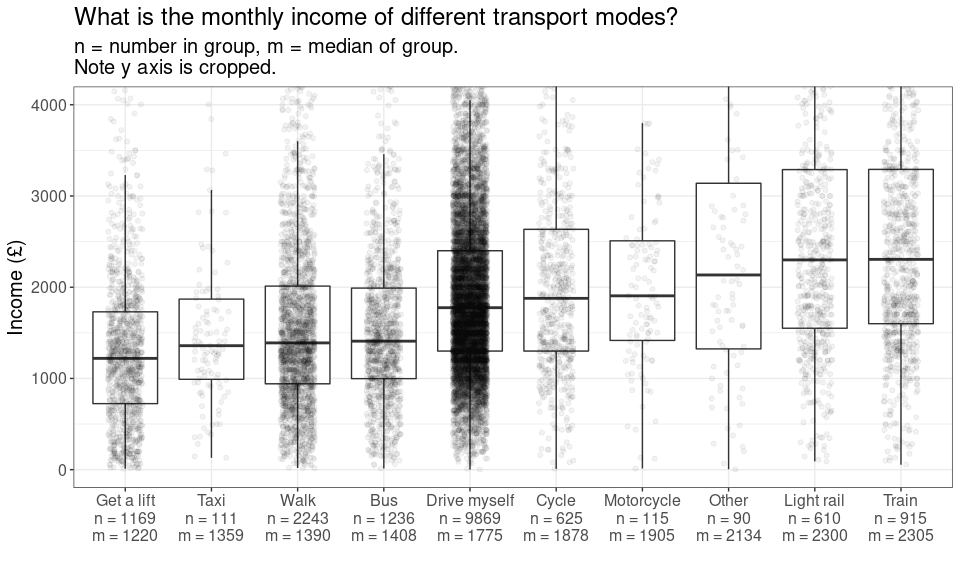 What is the monthly income of different transport modes?
n = number in group, m = median of group.
Note y axis is cropped.
Income (£)
4000
3000
2000
1000
0
Get a lift
n = 1169
m = 1220
Taxi
n = 111
m = 1359
Walk
n = 2243
m = 1390
Bus
n = 1236
m = 1408
Drive myself
n = 9869
m = 1775
Cycle
n = 625
m = 1878
Motorcycle
n = 115
m = 1905
Other
n = 90
m = 2134
Light rail
n = 610
m = 2300
Train
n = 915
m = 2305